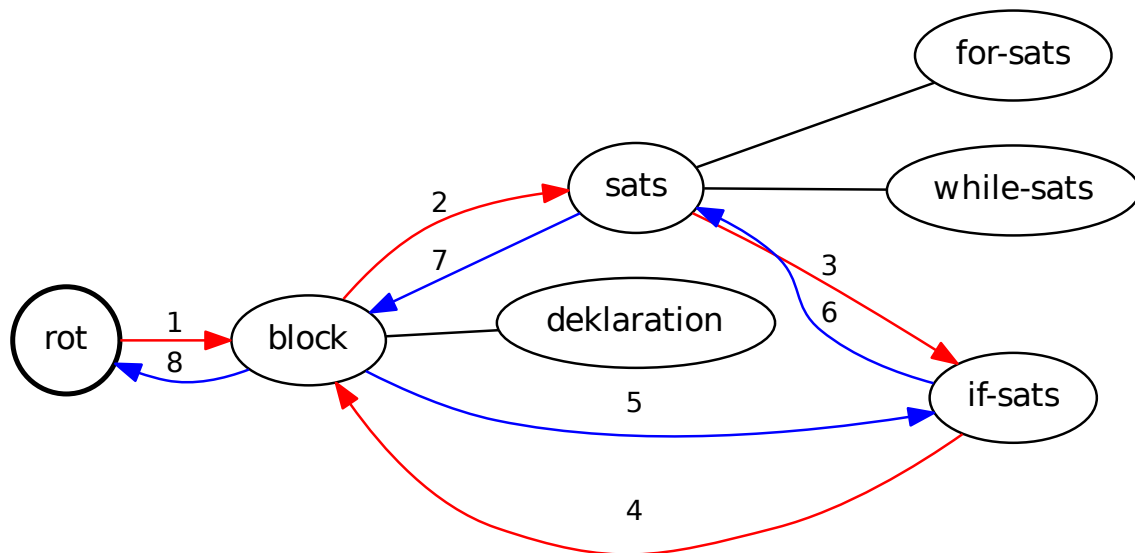 for-sats
sats
while-sats
2
3
7
6
deklaration
rot
1
block
8
if-sats
5
4